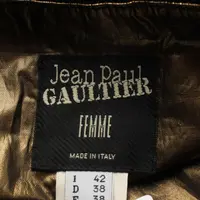 Jean Paul
GAULTIER
FEMME
MADE IN ITALY
I 42
D 38
F 38